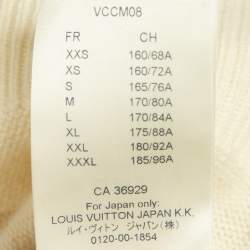 VCCM08
FR CH
XXS 160/68A
XS 160/72A
S 165/76A
M 170/80A
L 170/84A
XL 175/88A
XXL 180/92A
XXXL 185/96A
CA 36929
For Japan only:
LOUIS VUITTON JAPAN K.K.
ルイ・ヴィトン ジャパン(株)
0120-00-1854